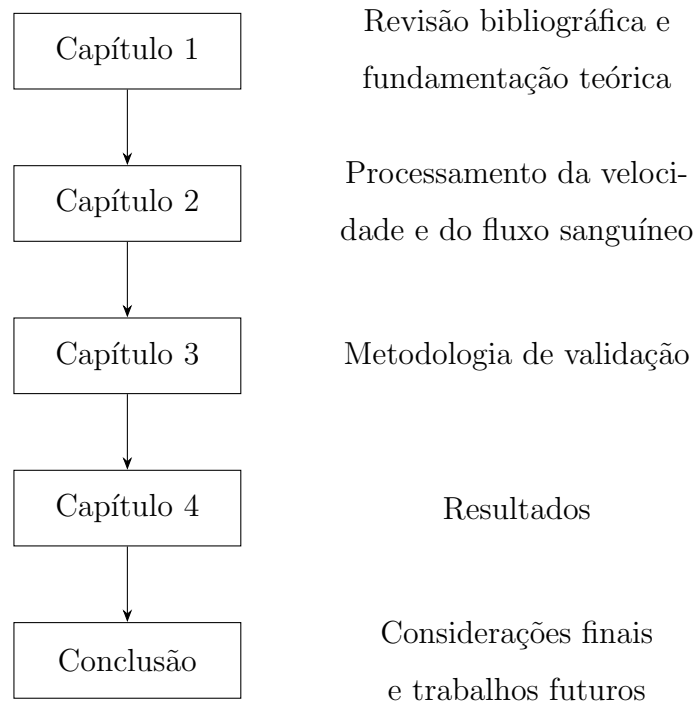 Capítulo 1
Revisão bibliográfica e
fundamentação teórica
Capítulo 2
Processamento da veloci-
dade e do fluxo sanguíneo
Capítulo 3
Metodologia de validação
Capítulo 4
Resultados
Conclusão
Considerações finais
e trabalhos futuros